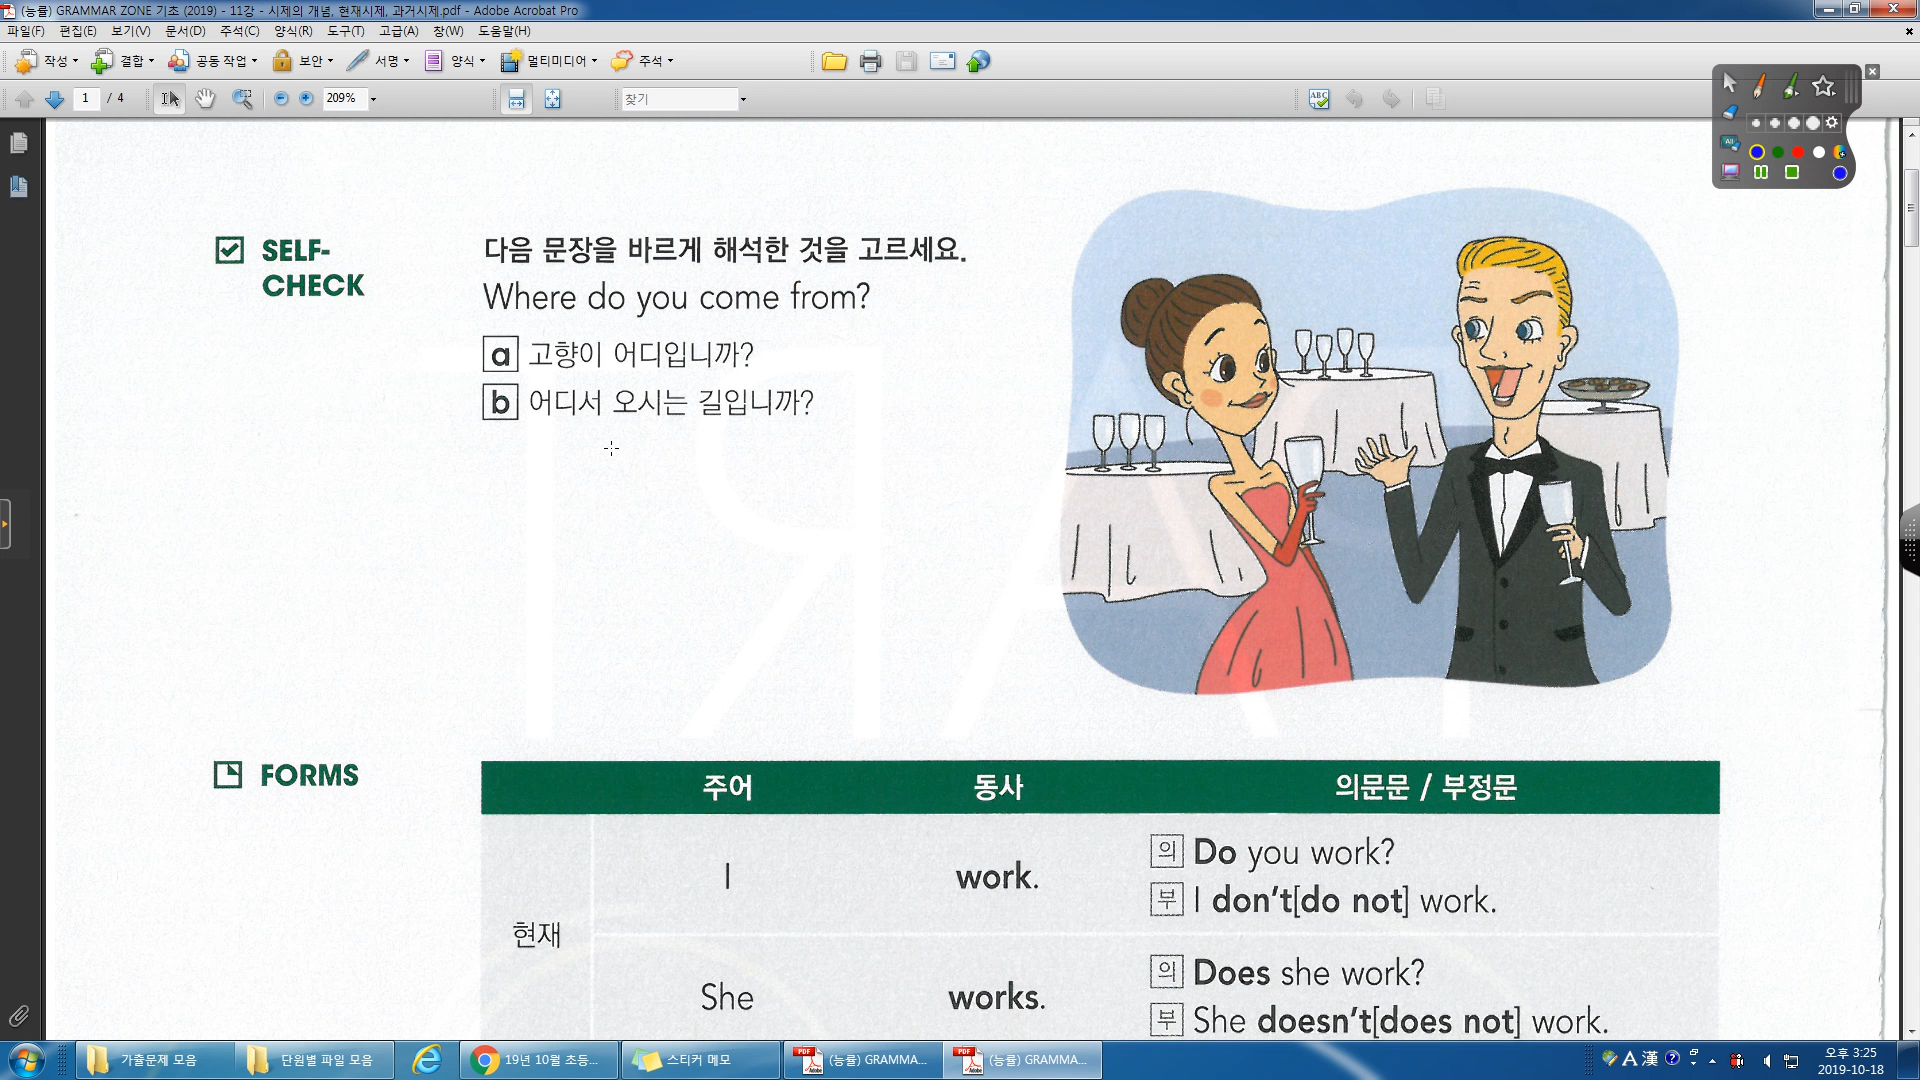 (능률) GRAMMAR ZONE 기초 (2019) - 11강 - 시제의 개념, 현재시제, 과거시제.pdf - Adobe Acrobat Pro
파일(F) 편집(E) 보기(V) 문서(D) 주석(C) 양식(R) 도구(T) 고급(A) 창(W) 도움말(H)
작성 결합 공동 작업 보안 서명 양식 멀티미디어 주석
1 / 4 209% 찾기
SELF-
CHECK
다음 문장을 바르게 해석한 것을 고르세요.
Where do you come from?
a 고향이 어디입니까?
b 어디서 오시는 길입니까?
FORMS
주어 동사 의문문 / 부정문
현재
I work.
의 Do you work?
부 I don't[do not] work.
She works.
의 Does she work?
부 She doesn't[does not] work.
가출문제 모음 단원별 파일 모음 19년 10월 초등... 스티커 메모 (능률) GRAMMA... (능률) GRAMMA...
A 漢
오후 3:25
2019-10-18